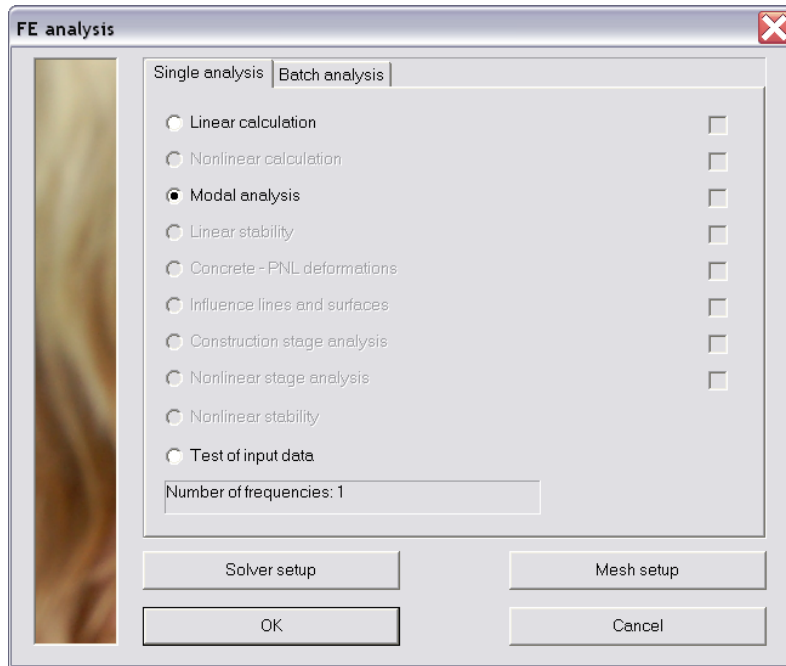 FE analysis
Single analysis
Batch analysis
Linear calculation
Nonlinear calculation
Modal analysis
Linear stability
Concrete - PNL deformations
Influence lines and surfaces
Construction stage analysis
Nonlinear stage analysis
Nonlinear stability
Test of input data
Number of frequencies: 1
Solver setup
Mesh setup
OK
Cancel